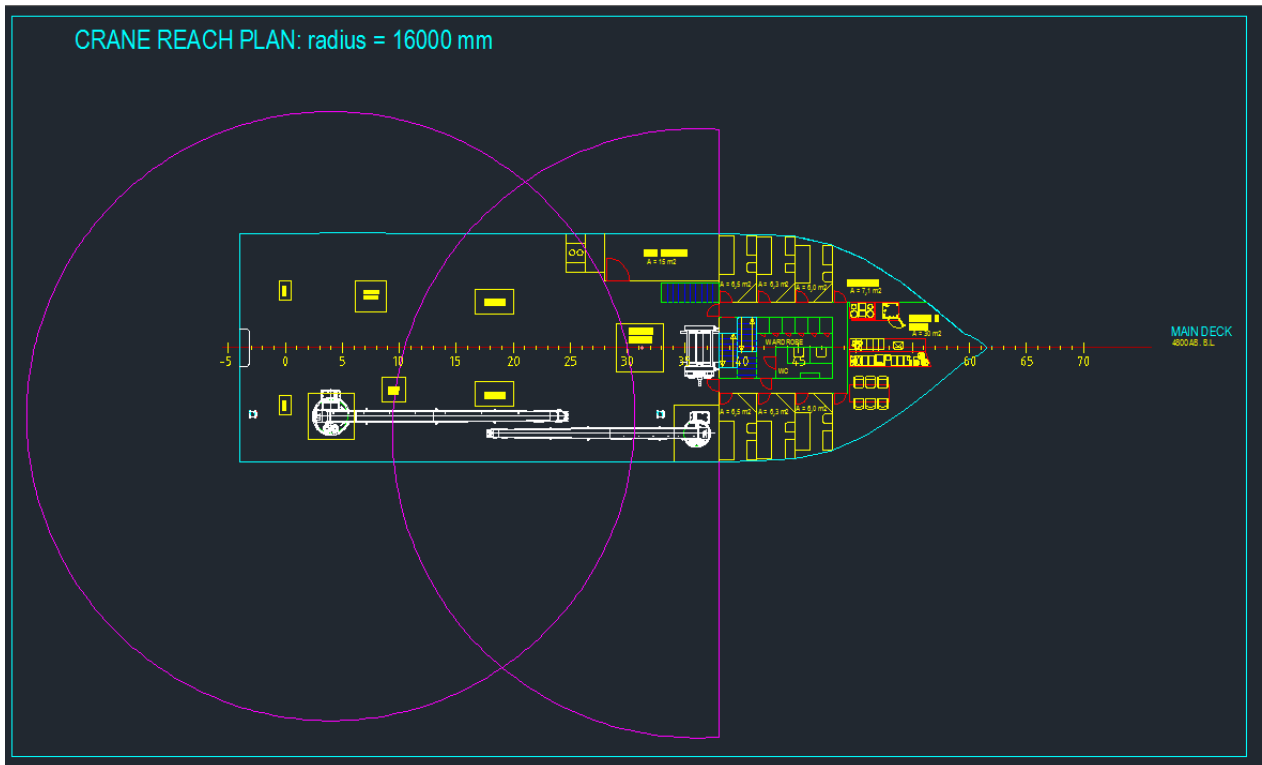 CRANE REACH PLAN: radius = 16000 mm
A = 15 m2
A = 6,5 m2
A = 6,3 m2
A = 6,0 m2
A = 7,1 m2
A = 30 m2
MAIN DECK
4800 AB. B.L
WARDROBE
-5 0 5 10 15 20 25 30 35 40 45 60 65 70
WC
A = 6,5 m2
A = 6,3 m2
A = 6,0 m2